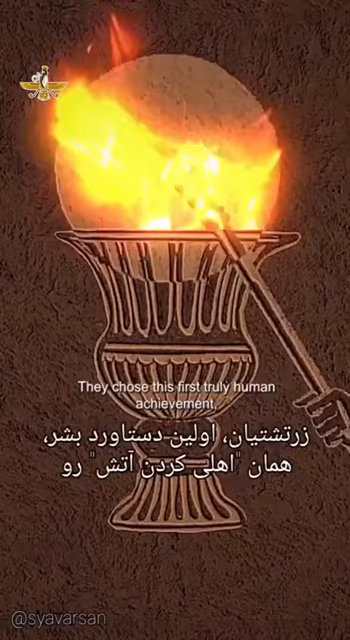 They chose this first truly human
achievement,
زرتشتیان، اولین دستاورد بشر،
همان "اهلی کردن آتش" رو
@syavarsan